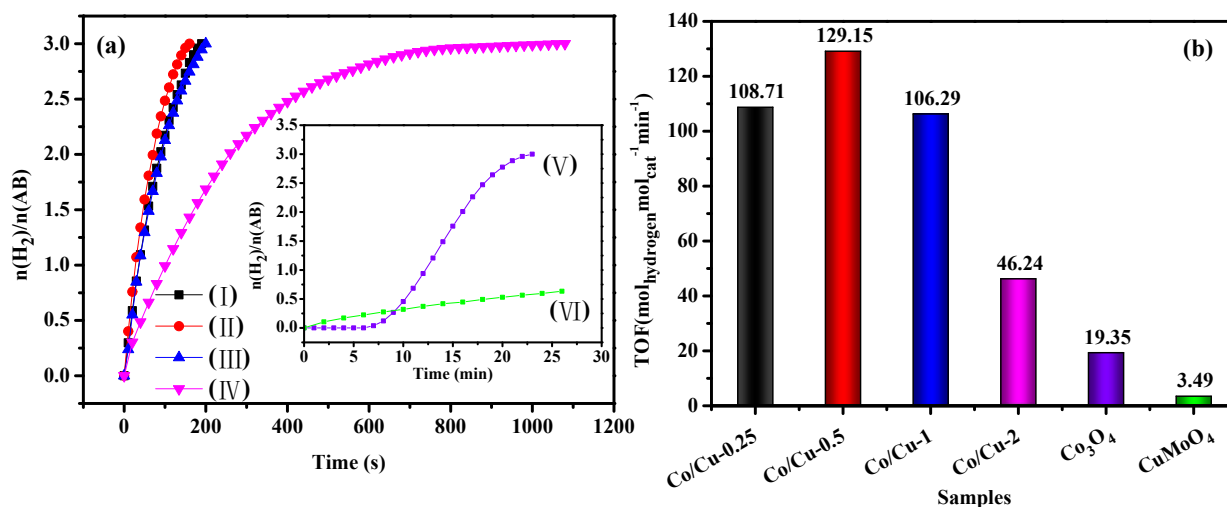 (a)
n(H₂)/n(AB)
3.0
2.5
2.0
1.5
1.0
0.5
0.0
(I)
(II)
(III)
(IV)
0 200 400 600 800 1000 1200
Time (s)
n(H₂)/n(AB)
3.5
3.0
2.5
2.0
1.5
1.0
0.5
0.0
(V)
(VI)
0 5 10 15 20 25 30
Time (min)
(b)
TOF(mol_hydrogen mol_cat⁻¹ min⁻¹)
140
120
100
80
60
40
20
0
108.71
129.15
106.29
46.24
19.35
3.49
Co/Cu-0.25
Co/Cu-0.5
Co/Cu-1
Co/Cu-2
Co₃O₄
CuMoO₄
Samples